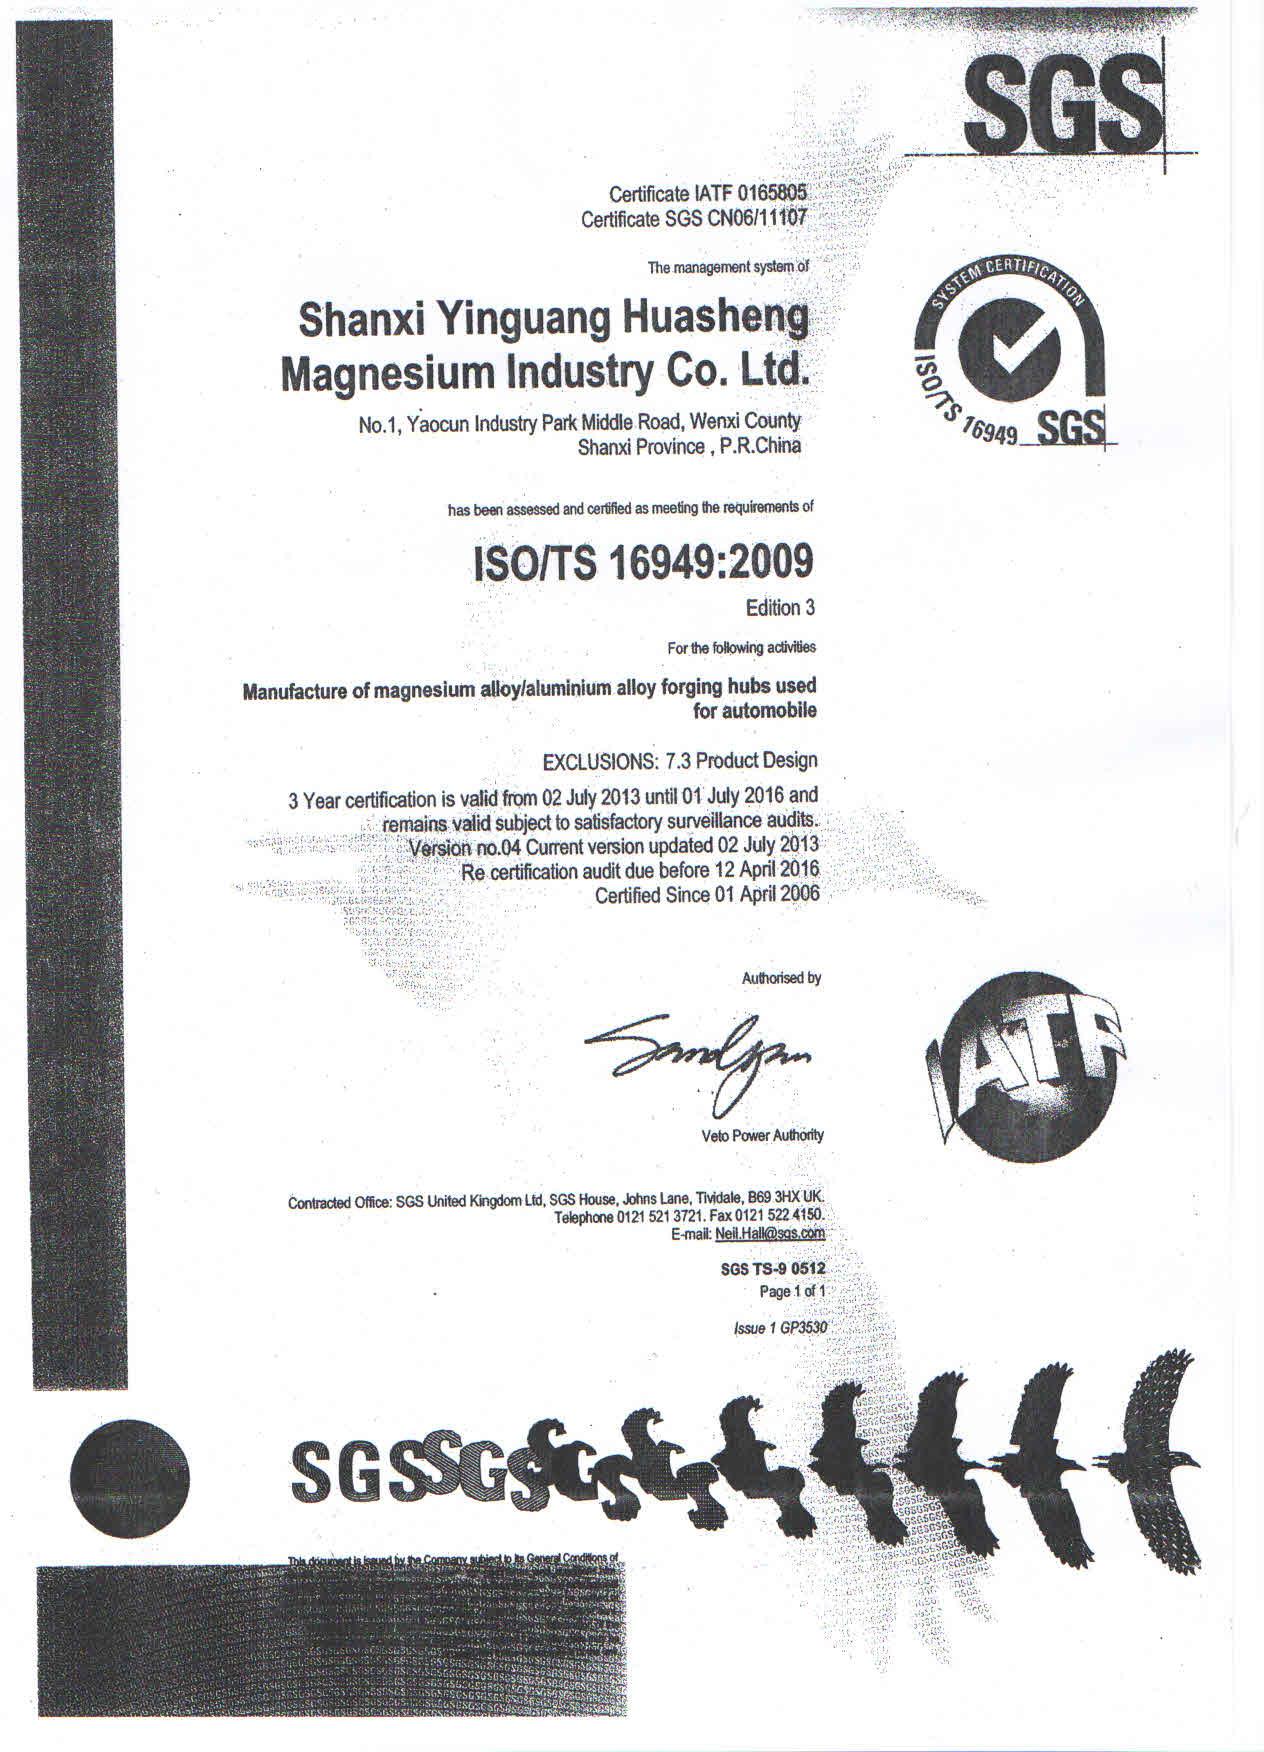 SGS
Certificate IATF 0165805
Certificate SGS CN06/11107
The management system of
Shanxi Yinguang Huasheng
Magnesium Industry Co. Ltd.
No.1, Yaocun Industry Park Middle Road, Wenxi County
Shanxi Province , P.R.China
SYSTEM CERTIFICATION
ISO/TS 16949
SGS
has been assessed and certified as meeting the requirements of
ISO/TS 16949:2009
Edition 3
For the following activities
Manufacture of magnesium alloy/aluminium alloy forging hubs used
for automobile
EXCLUSIONS: 7.3 Product Design
3 Year certification is valid from 02 July 2013 until 01 July 2016 and
remains valid subject to satisfactory surveillance audits.
Version no.04 Current version updated 02 July 2013
Re certification audit due before 12 April 2016
Certified Since 01 April 2006
Authorised by
IATF
Veto Power Authority
Contracted Office: SGS United Kingdom Ltd, SGS House, Johns Lane, Tividale, B69 3HX UK.
Telephone 0121 521 3721. Fax 0121 522 4150.
E-mail: Neil.Hall@sgs.com
SGS TS-9 0512
Page 1 of 1
Issue 1 GP3530
SGSSGSGS
This document is issued by the Company subject to its General Conditions of